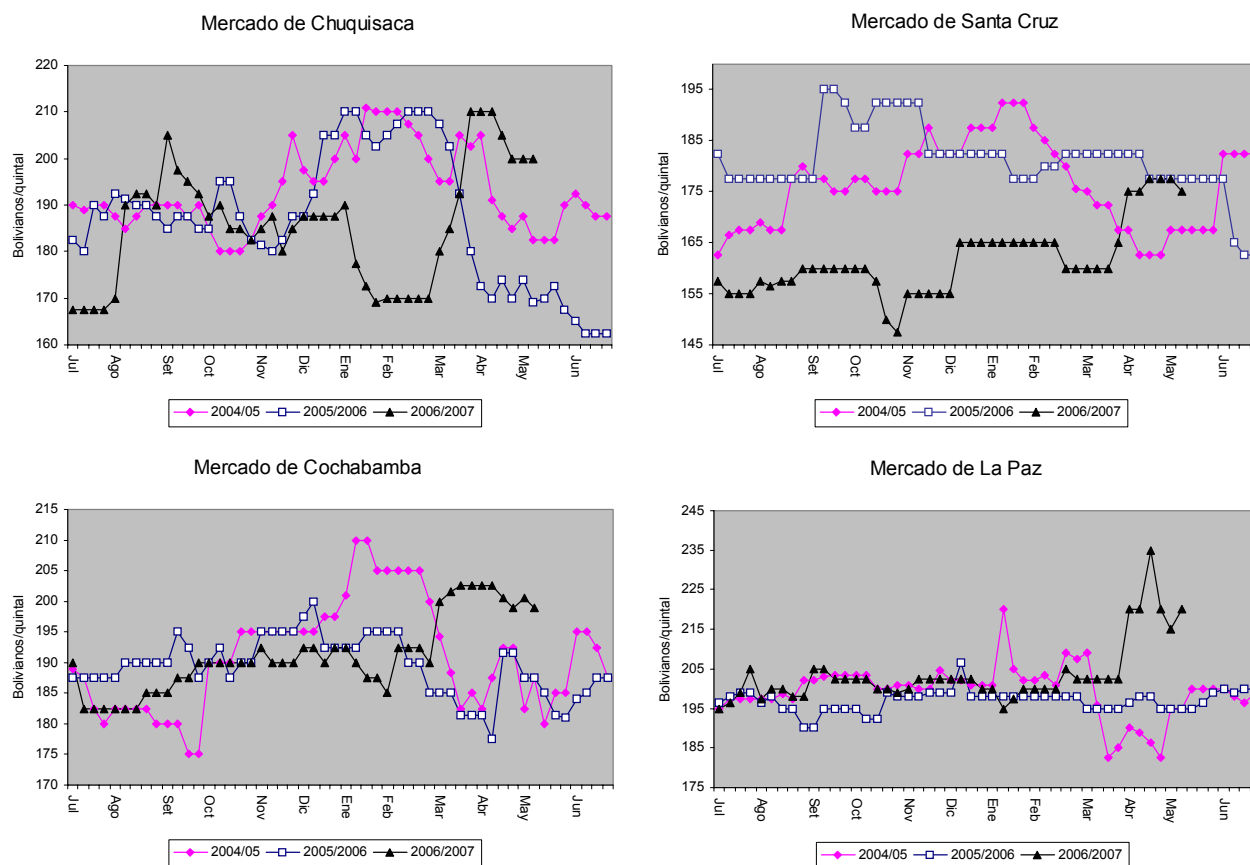 Mercado de Chuquisaca
Bolivianos/quintal
220
210
200
190
180
170
160
Jul Ago Set Oct Nov Dic Ene Feb Mar Abr May Jun
2004/05 2005/2006 2006/2007
Mercado de Santa Cruz
Bolivianos/quintal
195
185
175
165
155
145
Jul Ago Set Oct Nov Dic Ene Feb Mar Abr May Jun
2004/05 2005/2006 2006/2007
Mercado de Cochabamba
Bolivianos/quintal
215
210
205
200
195
190
185
180
175
170
Jul Ago Set Oct Nov Dic Ene Feb Mar Abr May Jun
2004/05 2005/2006 2006/2007
Mercado de La Paz
Bolivianos/quintal
245
235
225
215
205
195
185
175
Jul Ago Set Oct Nov Dic Ene Feb Mar Abr May Jun
2004/05 2005/2006 2006/2007